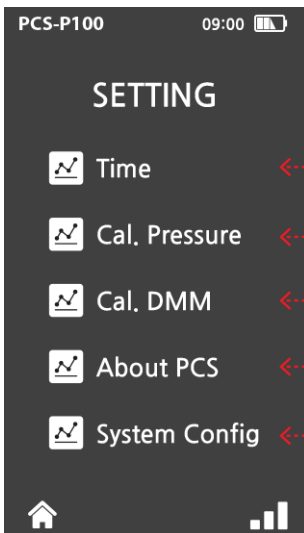 PCS-P100 09:00
SETTING
Time
Cal. Pressure
Cal. DMM
About PCS
System Config